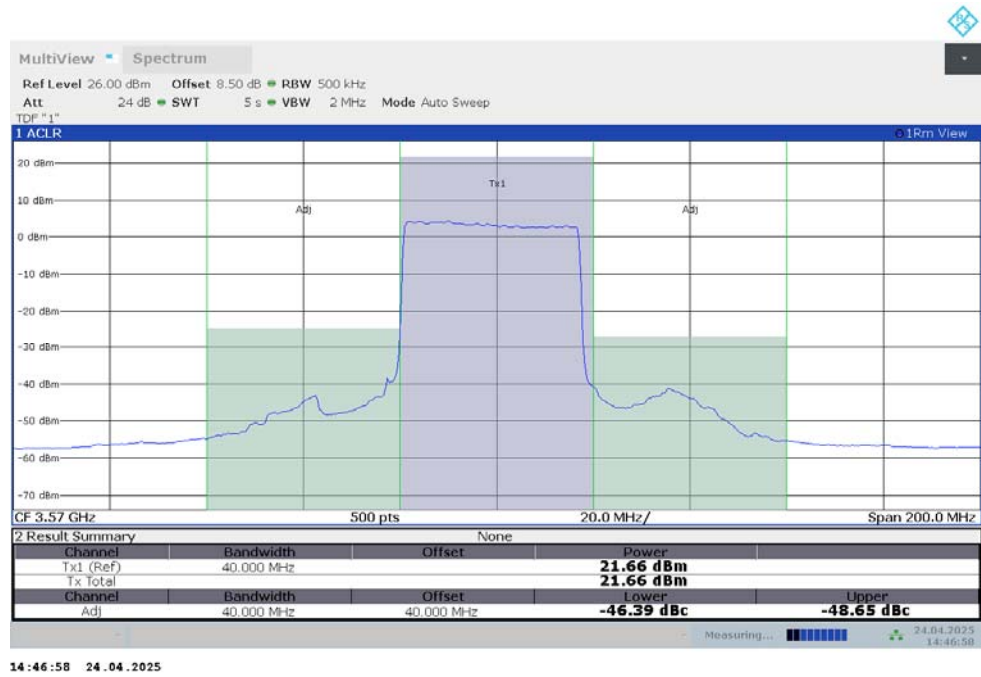 R S
MultiView Spectrum
Ref Level 26.00 dBm Offset 8.50 dB RBW 500 kHz
Att 24 dB SWT 5 s VBW 2 MHz Mode Auto Sweep
TDF "1"
1 ACLR 1Rm View
20 dBm
Tx1
10 dBm
Adj Adj
0 dBm
-10 dBm
-20 dBm
-30 dBm
-40 dBm
-50 dBm
-60 dBm
-70 dBm
CF 3.57 GHz 500 pts 20.0 MHz/ Span 200.0 MHz
2 Result Summary None
Channel Bandwidth Offset Power
Tx1 (Ref) 40.000 MHz 21.66 dBm
Tx Total 21.66 dBm
Channel Bandwidth Offset Lower Upper
Adj 40.000 MHz 40.000 MHz -46.39 dBc -48.65 dBc
Measuring... 24.04.2025
14:46:58
14:46:58 24.04.2025